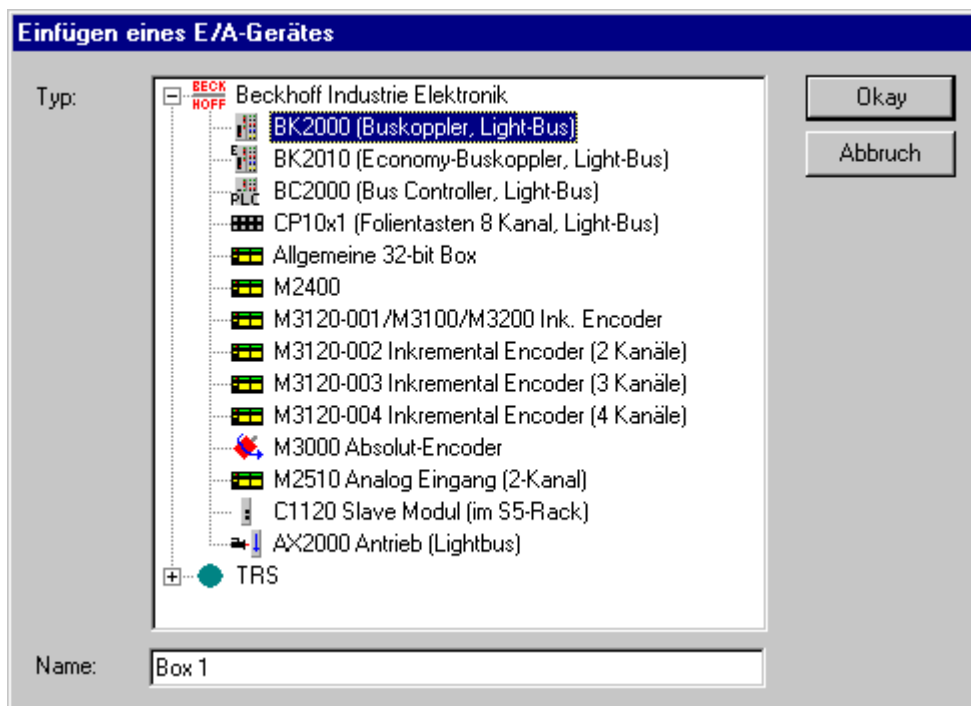 Einfügen eines E/A-Gerätes
Typ:
BECK
HOFF
Beckhoff Industrie Elektronik
Okay
BK2000 (Buskoppler, Light-Bus)
E
BK2010 (Economy-Buskoppler, Light-Bus)
Abbruch
PLC
BC2000 (Bus Controller, Light-Bus)
CP10x1 (Folientasten 8 Kanal, Light-Bus)
Allgemeine 32-bit Box
M2400
M3120-001/M3100/M3200 Ink. Encoder
M3120-002 Inkremental Encoder (2 Kanäle)
M3120-003 Inkremental Encoder (3 Kanäle)
M3120-004 Inkremental Encoder (4 Kanäle)
M3000 Absolut-Encoder
M2510 Analog Eingang (2-Kanal)
C1120 Slave Modul (im S5-Rack)
AX2000 Antrieb (Lightbus)
TRS
Name:
Box 1